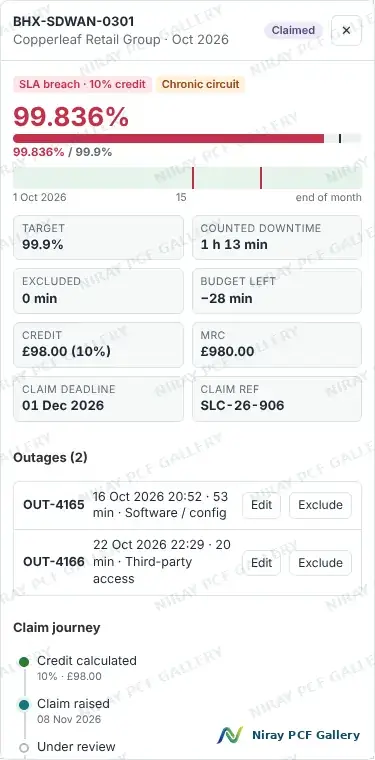 BHX-SDWAN-0301
Copperleaf Retail Group · Oct 2026
Claimed
×
SLA breach · 10% credit
Chronic circuit
99.836%
99.836% / 99.9%
1 Oct 2026
15
end of month
TARGET
99.9%
COUNTED DOWNTIME
1 h 13 min
EXCLUDED
0 min
BUDGET LEFT
−28 min
CREDIT
£98.00 (10%)
MRC
£980.00
CLAIM DEADLINE
01 Dec 2026
CLAIM REF
SLC-26-906
Outages (2)
OUT-4165
16 Oct 2026 20:52 · 53
min · Software / config
Edit
Exclude
OUT-4166
22 Oct 2026 22:29 · 20
min · Third-party
access
Edit
Exclude
Claim journey
Credit calculated
10% · £98.00
Claim raised
08 Nov 2026
Under review
Niray PCF Gallery
NIRAY PCF GALLERY